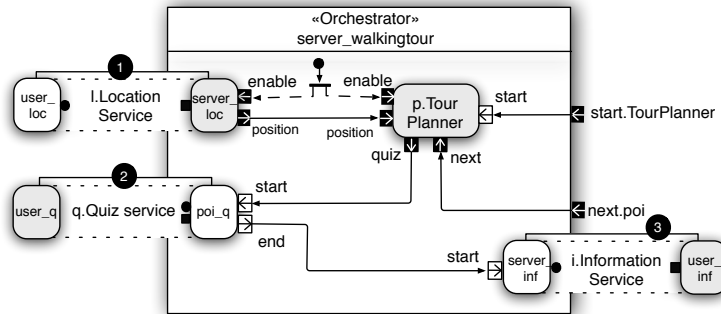 «Orchestrator»
server_walkingtour
1
enable
enable
user_
loc
l.Location
Service
server_
loc
p.Tour
Planner
start
start.TourPlanner
position
position
quiz
next
2
start
user_q
q.Quiz service
poi_q
next.poi
end
3
start
server_
inf
i.Information
Service
user_
inf